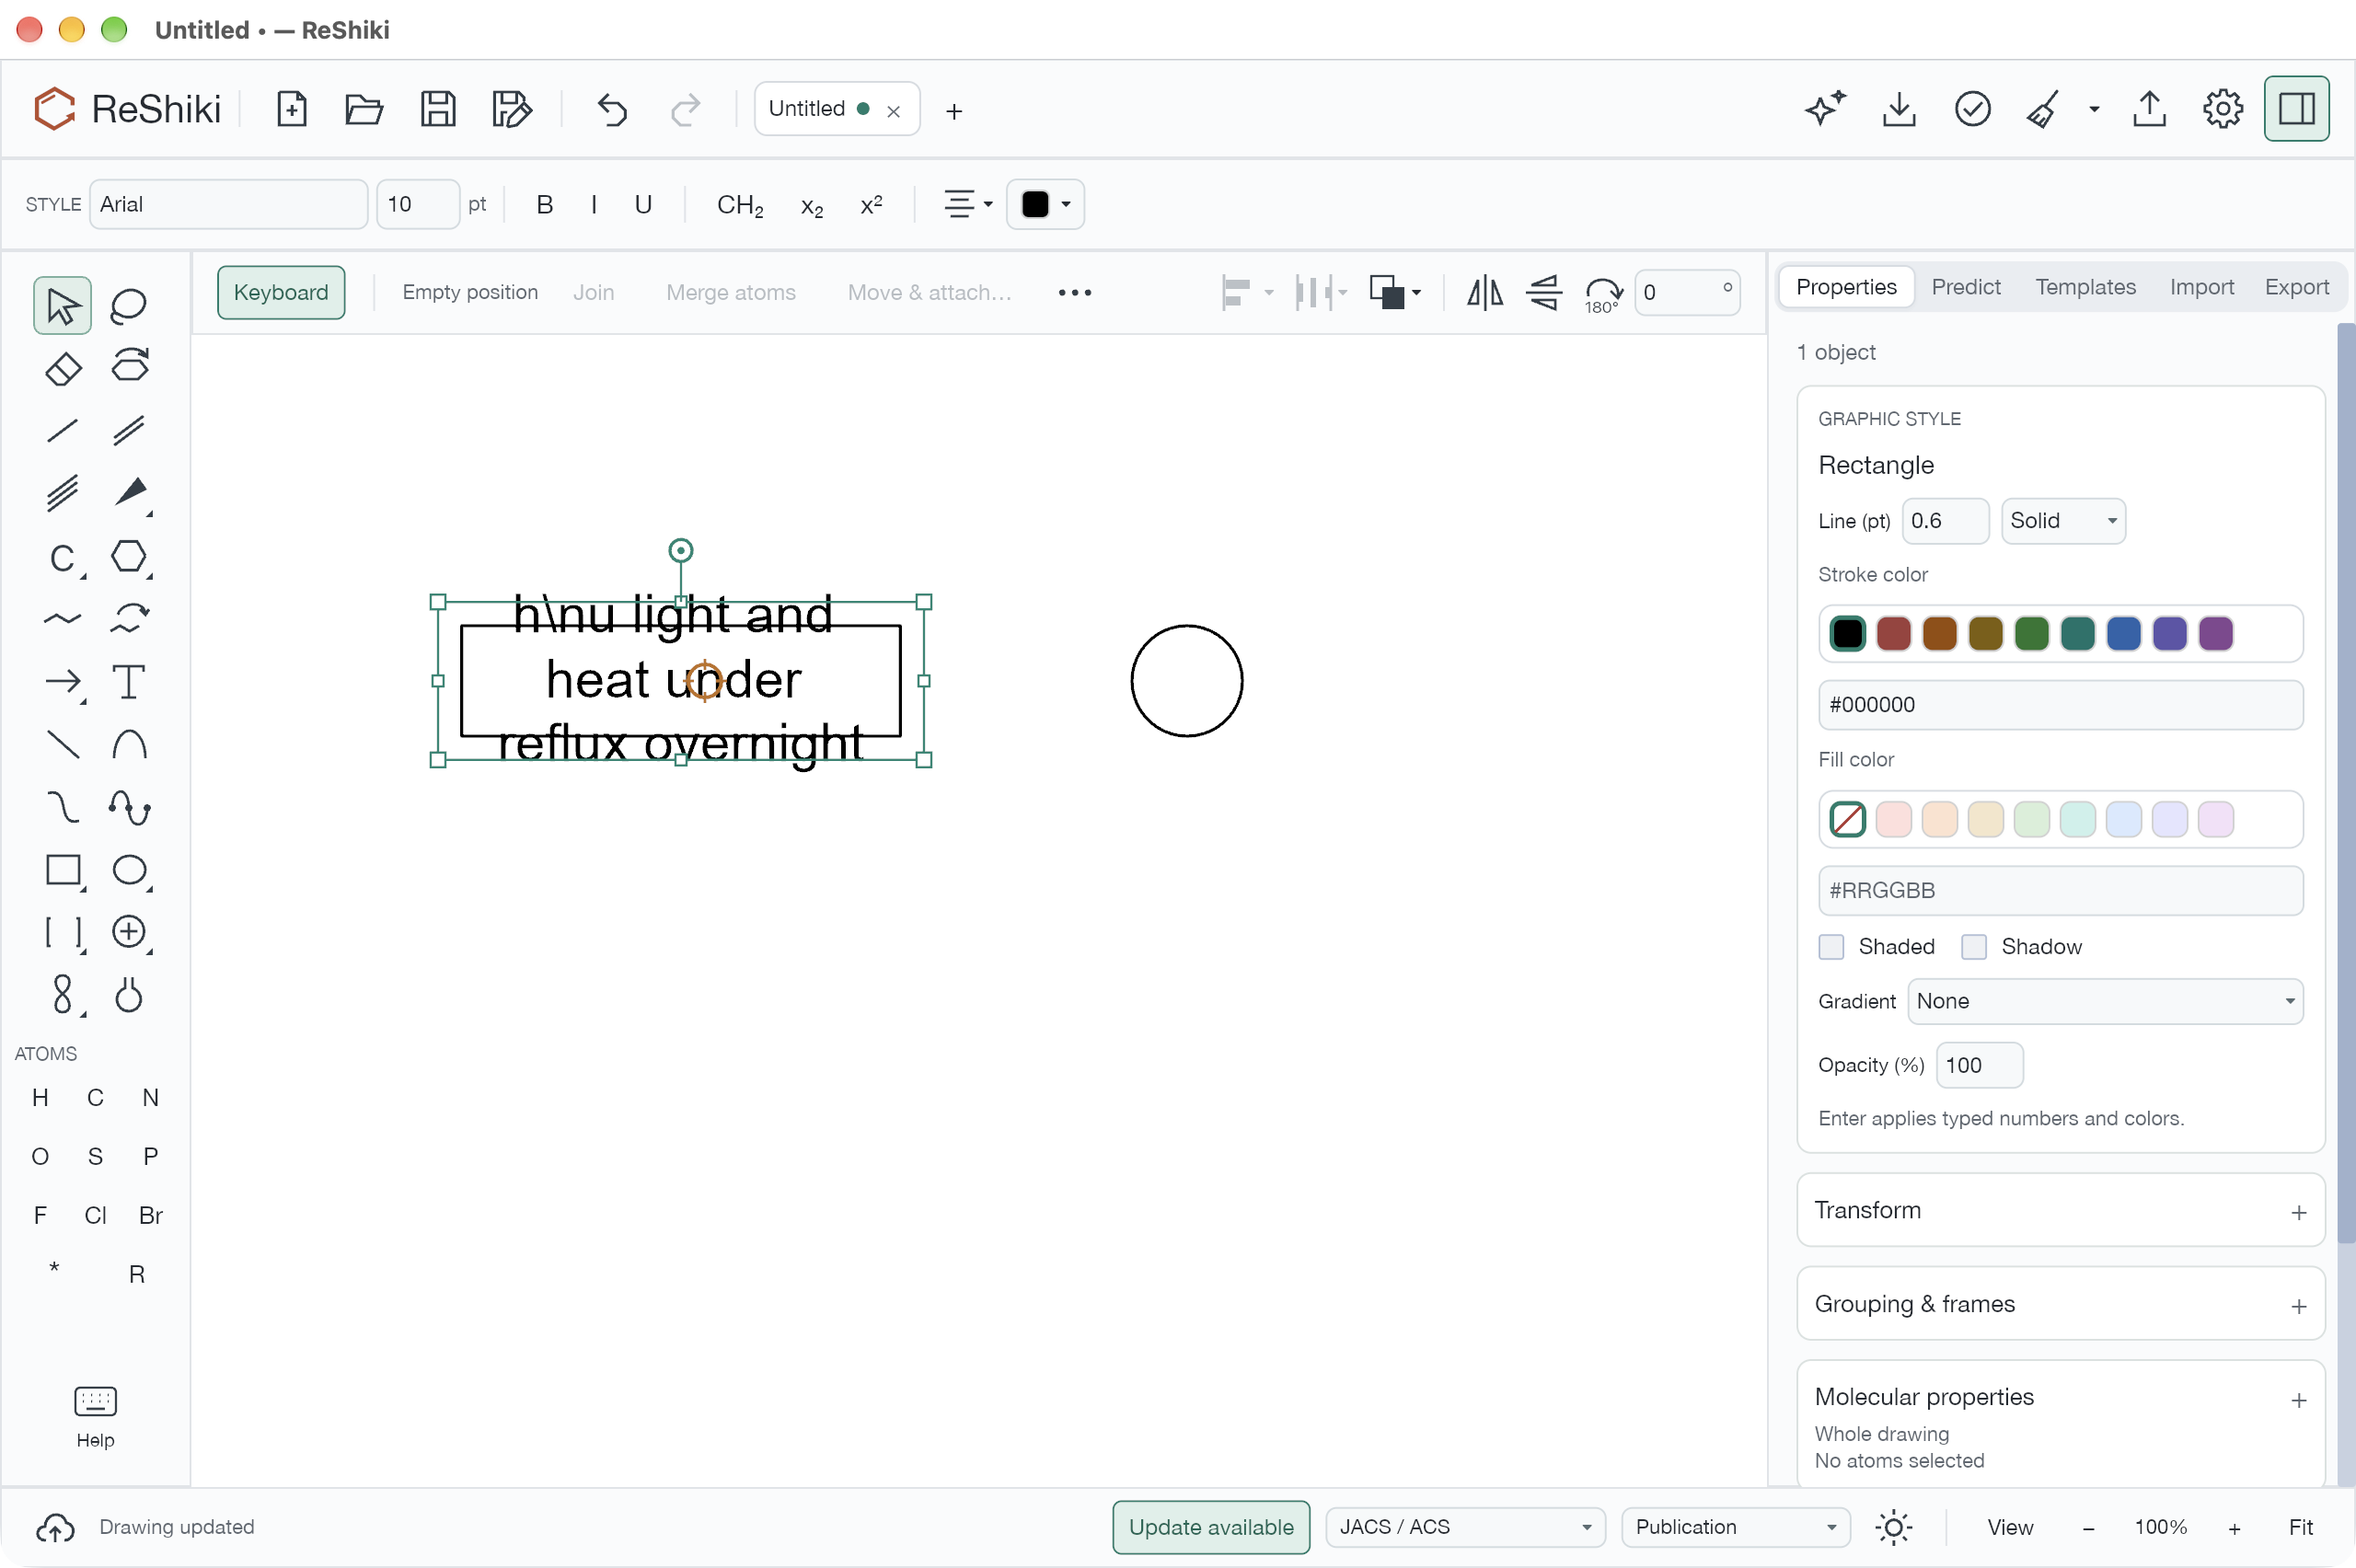 Untitled • — ReShiki
ReShiki
Untitled
STYLE Arial 10 pt B I U CH₂ x₂ x²
Keyboard Empty position Join Merge atoms Move & attach... 180° 0 °
Properties Predict Templates Import Export
1 object
GRAPHIC STYLE
Rectangle
Line (pt) 0.6 Solid
Stroke color
#000000
Fill color
#RRGGBB
Shaded Shadow
Gradient None
Opacity (%) 100
Enter applies typed numbers and colors.
Transform +
Grouping & frames +
Molecular properties +
Whole drawing
No atoms selected
h\nu light and
heat under
reflux overnight
C
T
[ ]
ATOMS
H C N
O S P
F Cl Br
* R
Help
Drawing updated Update available JACS / ACS Publication View – 100% + Fit